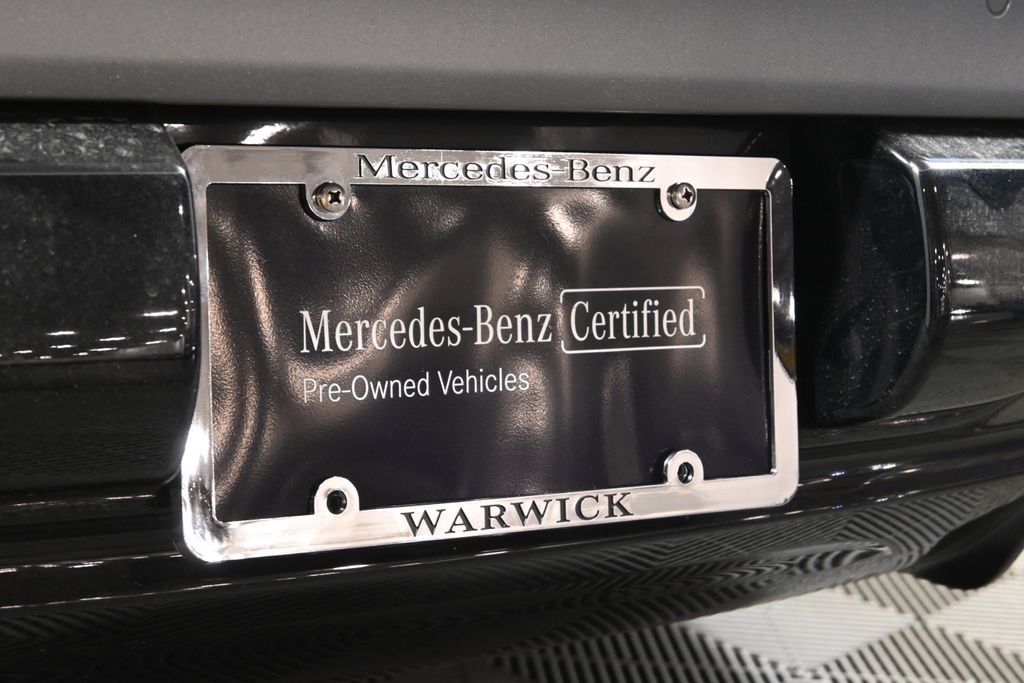 Mercedes-Benz
Mercedes-Benz Certified
Pre-Owned Vehicles
WARWICK